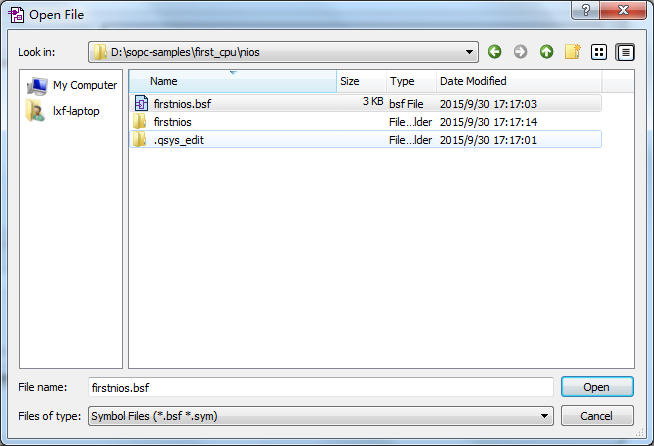 Open File
Look in: D:\sopc-samples\first_cpu\nios
My Computer
lxf-laptop
Name Size Type Date Modified
firstnios.bsf 3 KB bsf File 2015/9/30 17:17:03
firstnios File...lder 2015/9/30 17:17:14
.qsys_edit File...lder 2015/9/30 17:17:01
File name: firstnios.bsf Open
Files of type: Symbol Files (*.bsf *.sym) Cancel